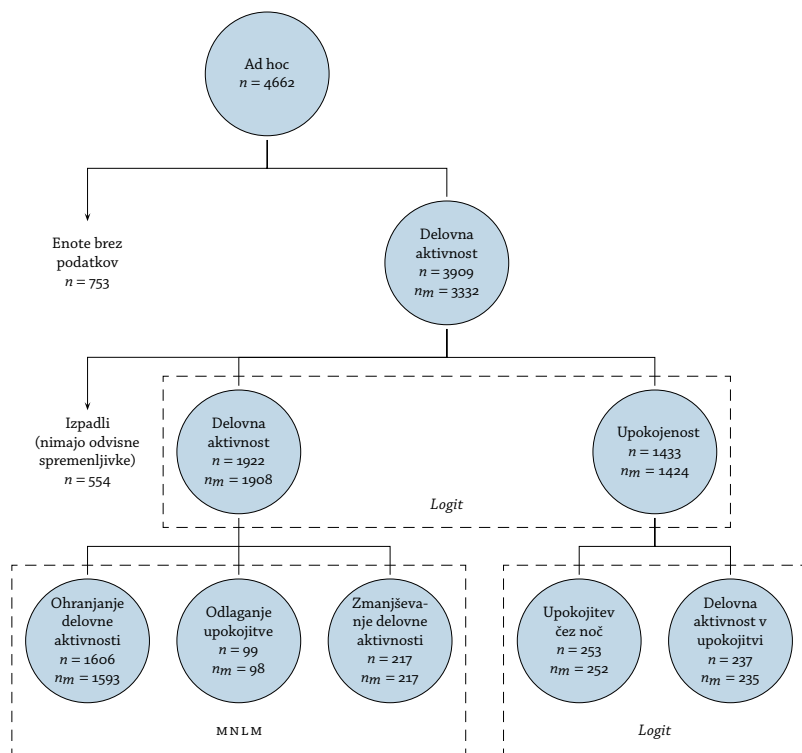 Ad hoc
n = 4662
Enote brez
podatkov
n = 753
Delovna
aktivnost
n = 3909
nm = 3332
Izpadli
(nimajo odvisne
spremenljivke)
n = 554
Delovna
aktivnost
n = 1922
nm = 1908
Upokojenost
n = 1433
nm = 1424
Logit
Ohranjanje
delovne
aktivnosti
n = 1606
nm = 1593
Odlaganje
upokojitve
n = 99
nm = 98
Zmanjševa-
nje delovne
aktivnosti
n = 217
nm = 217
Upokojitev
čez noč
n = 253
nm = 252
Delovna
aktivnost v
upokojitvi
n = 237
nm = 235
MNLM
Logit